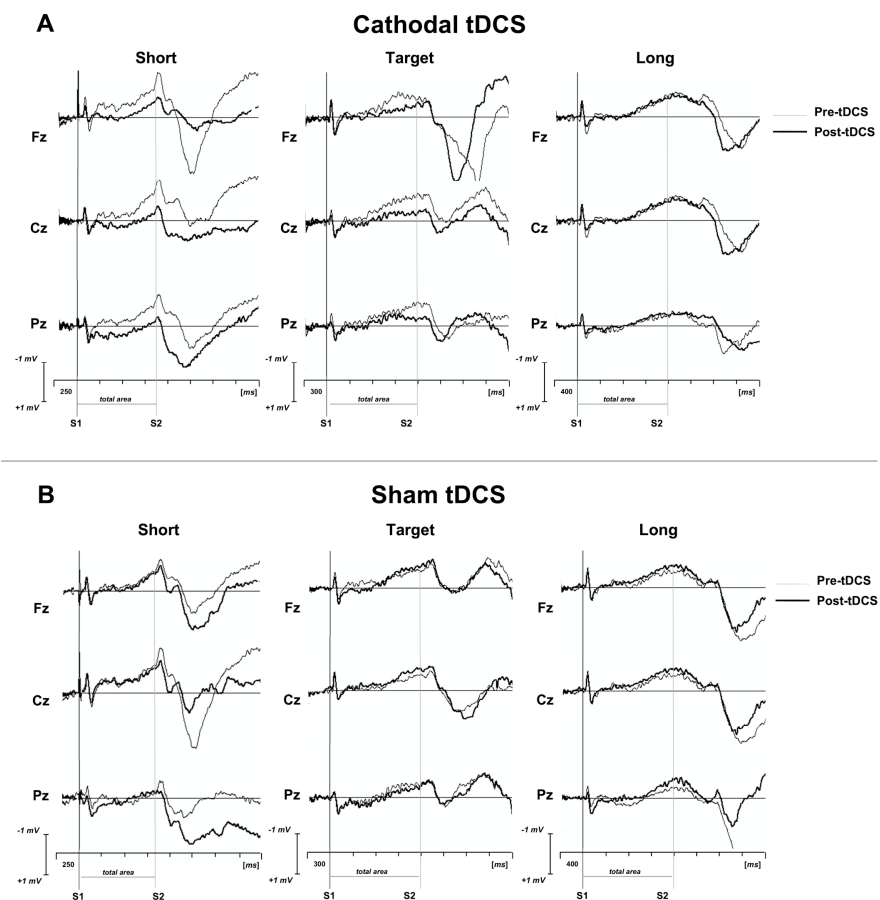 A
Cathodal tDCS
Short
Target
Long
Pre-tDCS
Post-tDCS
Fz
Fz
Fz
Cz
Cz
Cz
Pz
Pz
Pz
-1 mV
-1 mV
-1 mV
250
[ms]
300
[ms]
400
[ms]
total area
total area
total area
+1 mV
+1 mV
+1 mV
S1
S2
S1
S2
S1
S2
B
Sham tDCS
Short
Target
Long
Pre-tDCS
Post-tDCS
Fz
Fz
Fz
Cz
Cz
Cz
Pz
Pz
Pz
-1 mV
-1 mV
-1 mV
250
[ms]
300
[ms]
400
[ms]
total area
total area
total area
+1 mV
+1 mV
+1 mV
S1
S2
S1
S2
S1
S2